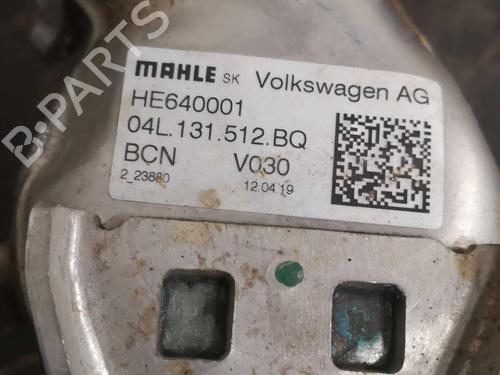 B-PARTS
MAHLE SK Volkswagen AG
HE640001
04L.131.512.BQ
BCN V030
2_23880 12.04.19